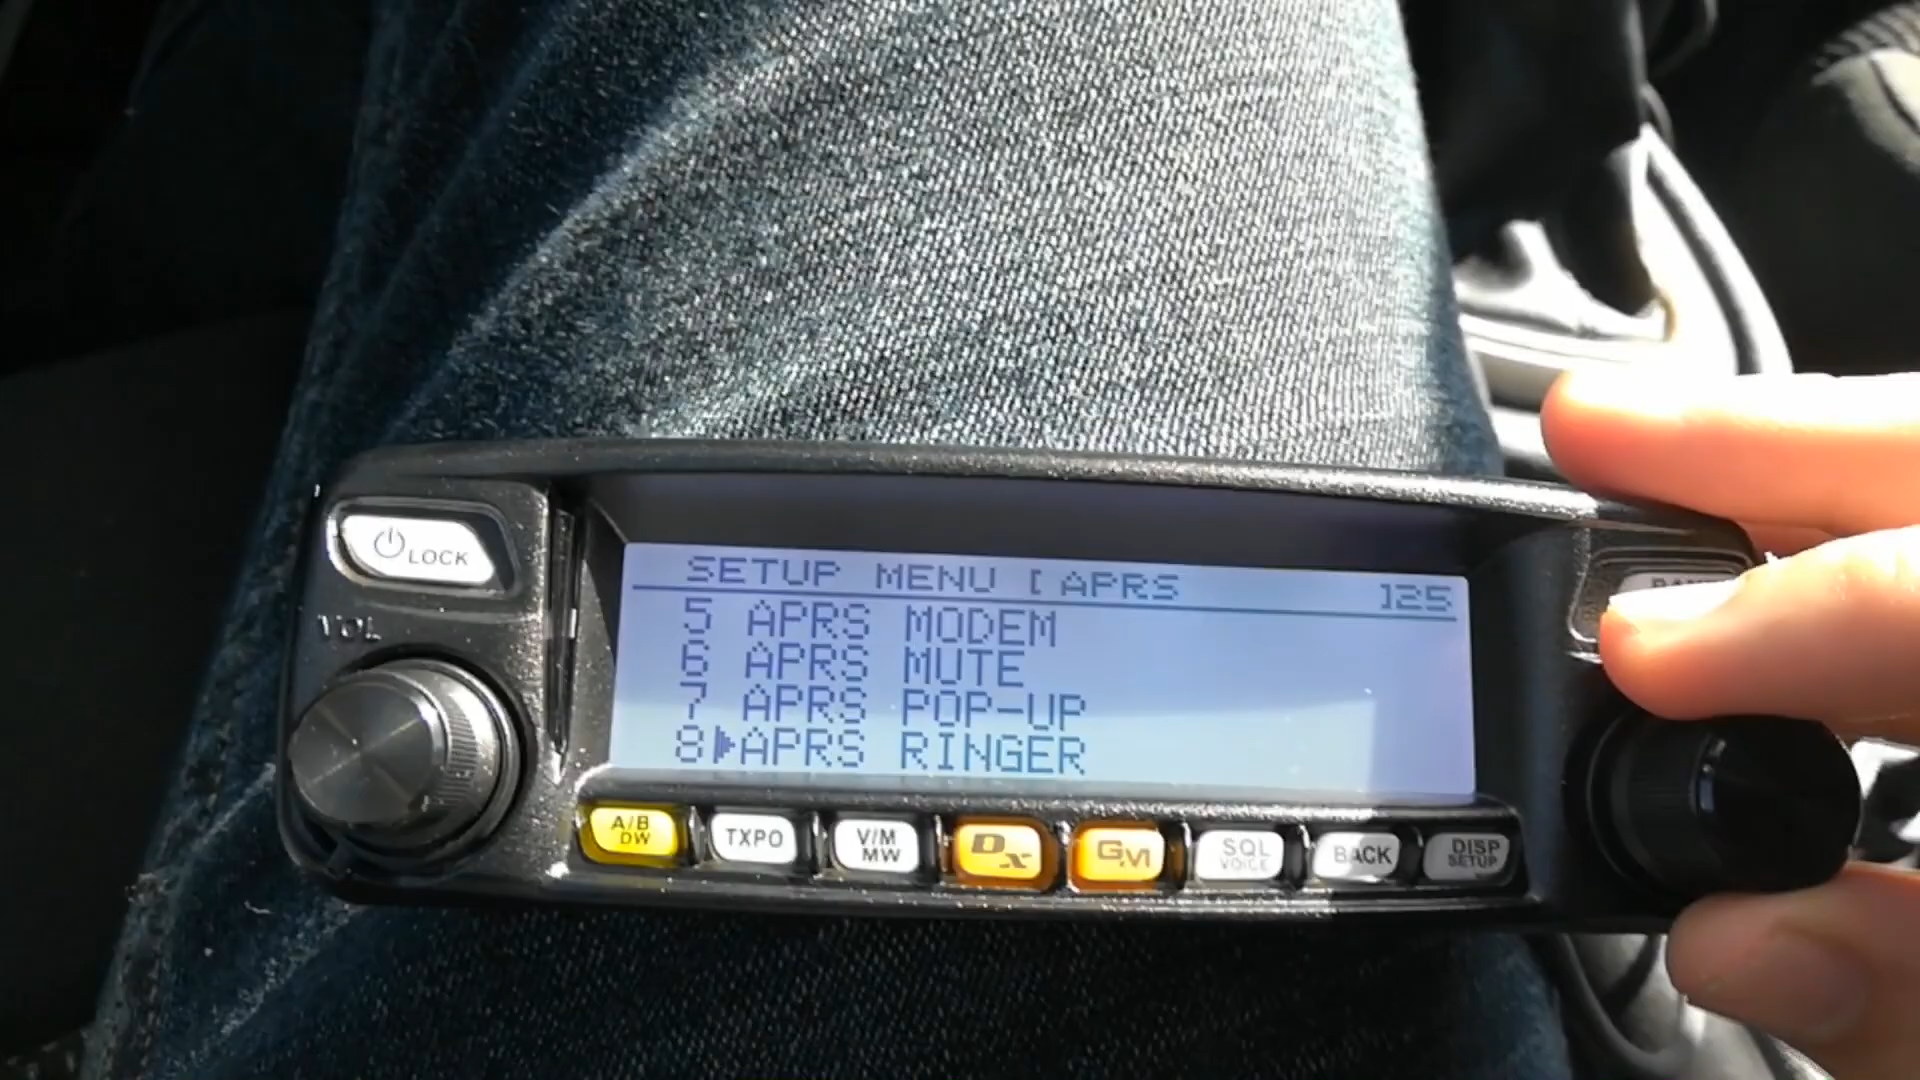 LOCK
VOL
SETUP MENU [APRS ]25
5 APRS MODEM
6 APRS MUTE
7 APRS POP-UP
8▶APRS RINGER
A/B
DW
TXPO
V/M
MW
DX
GM
SQL
VOICE
BACK
DISP
SETUP